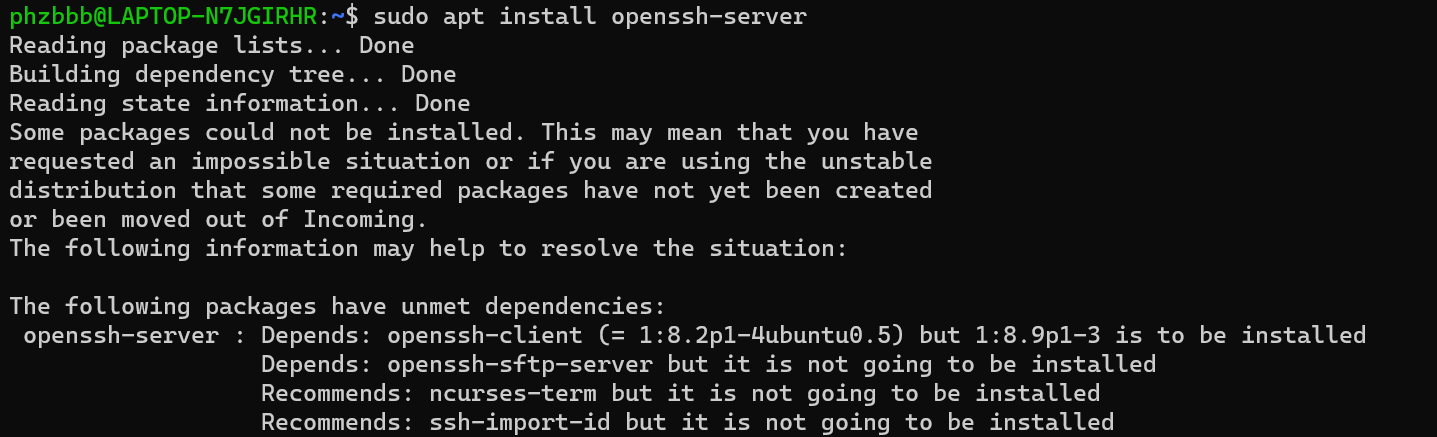 phzbbb@LAPTOP-N7JGIRHR:~$ sudo apt install openssh-server
Reading package lists... Done
Building dependency tree... Done
Reading state information... Done
Some packages could not be installed. This may mean that you have
requested an impossible situation or if you are using the unstable
distribution that some required packages have not yet been created
or been moved out of Incoming.
The following information may help to resolve the situation:

The following packages have unmet dependencies:
 openssh-server : Depends: openssh-client (= 1:8.2p1-4ubuntu0.5) but 1:8.9p1-3 is to be installed
                  Depends: openssh-sftp-server but it is not going to be installed
                  Recommends: ncurses-term but it is not going to be installed
                  Recommends: ssh-import-id but it is not going to be installed